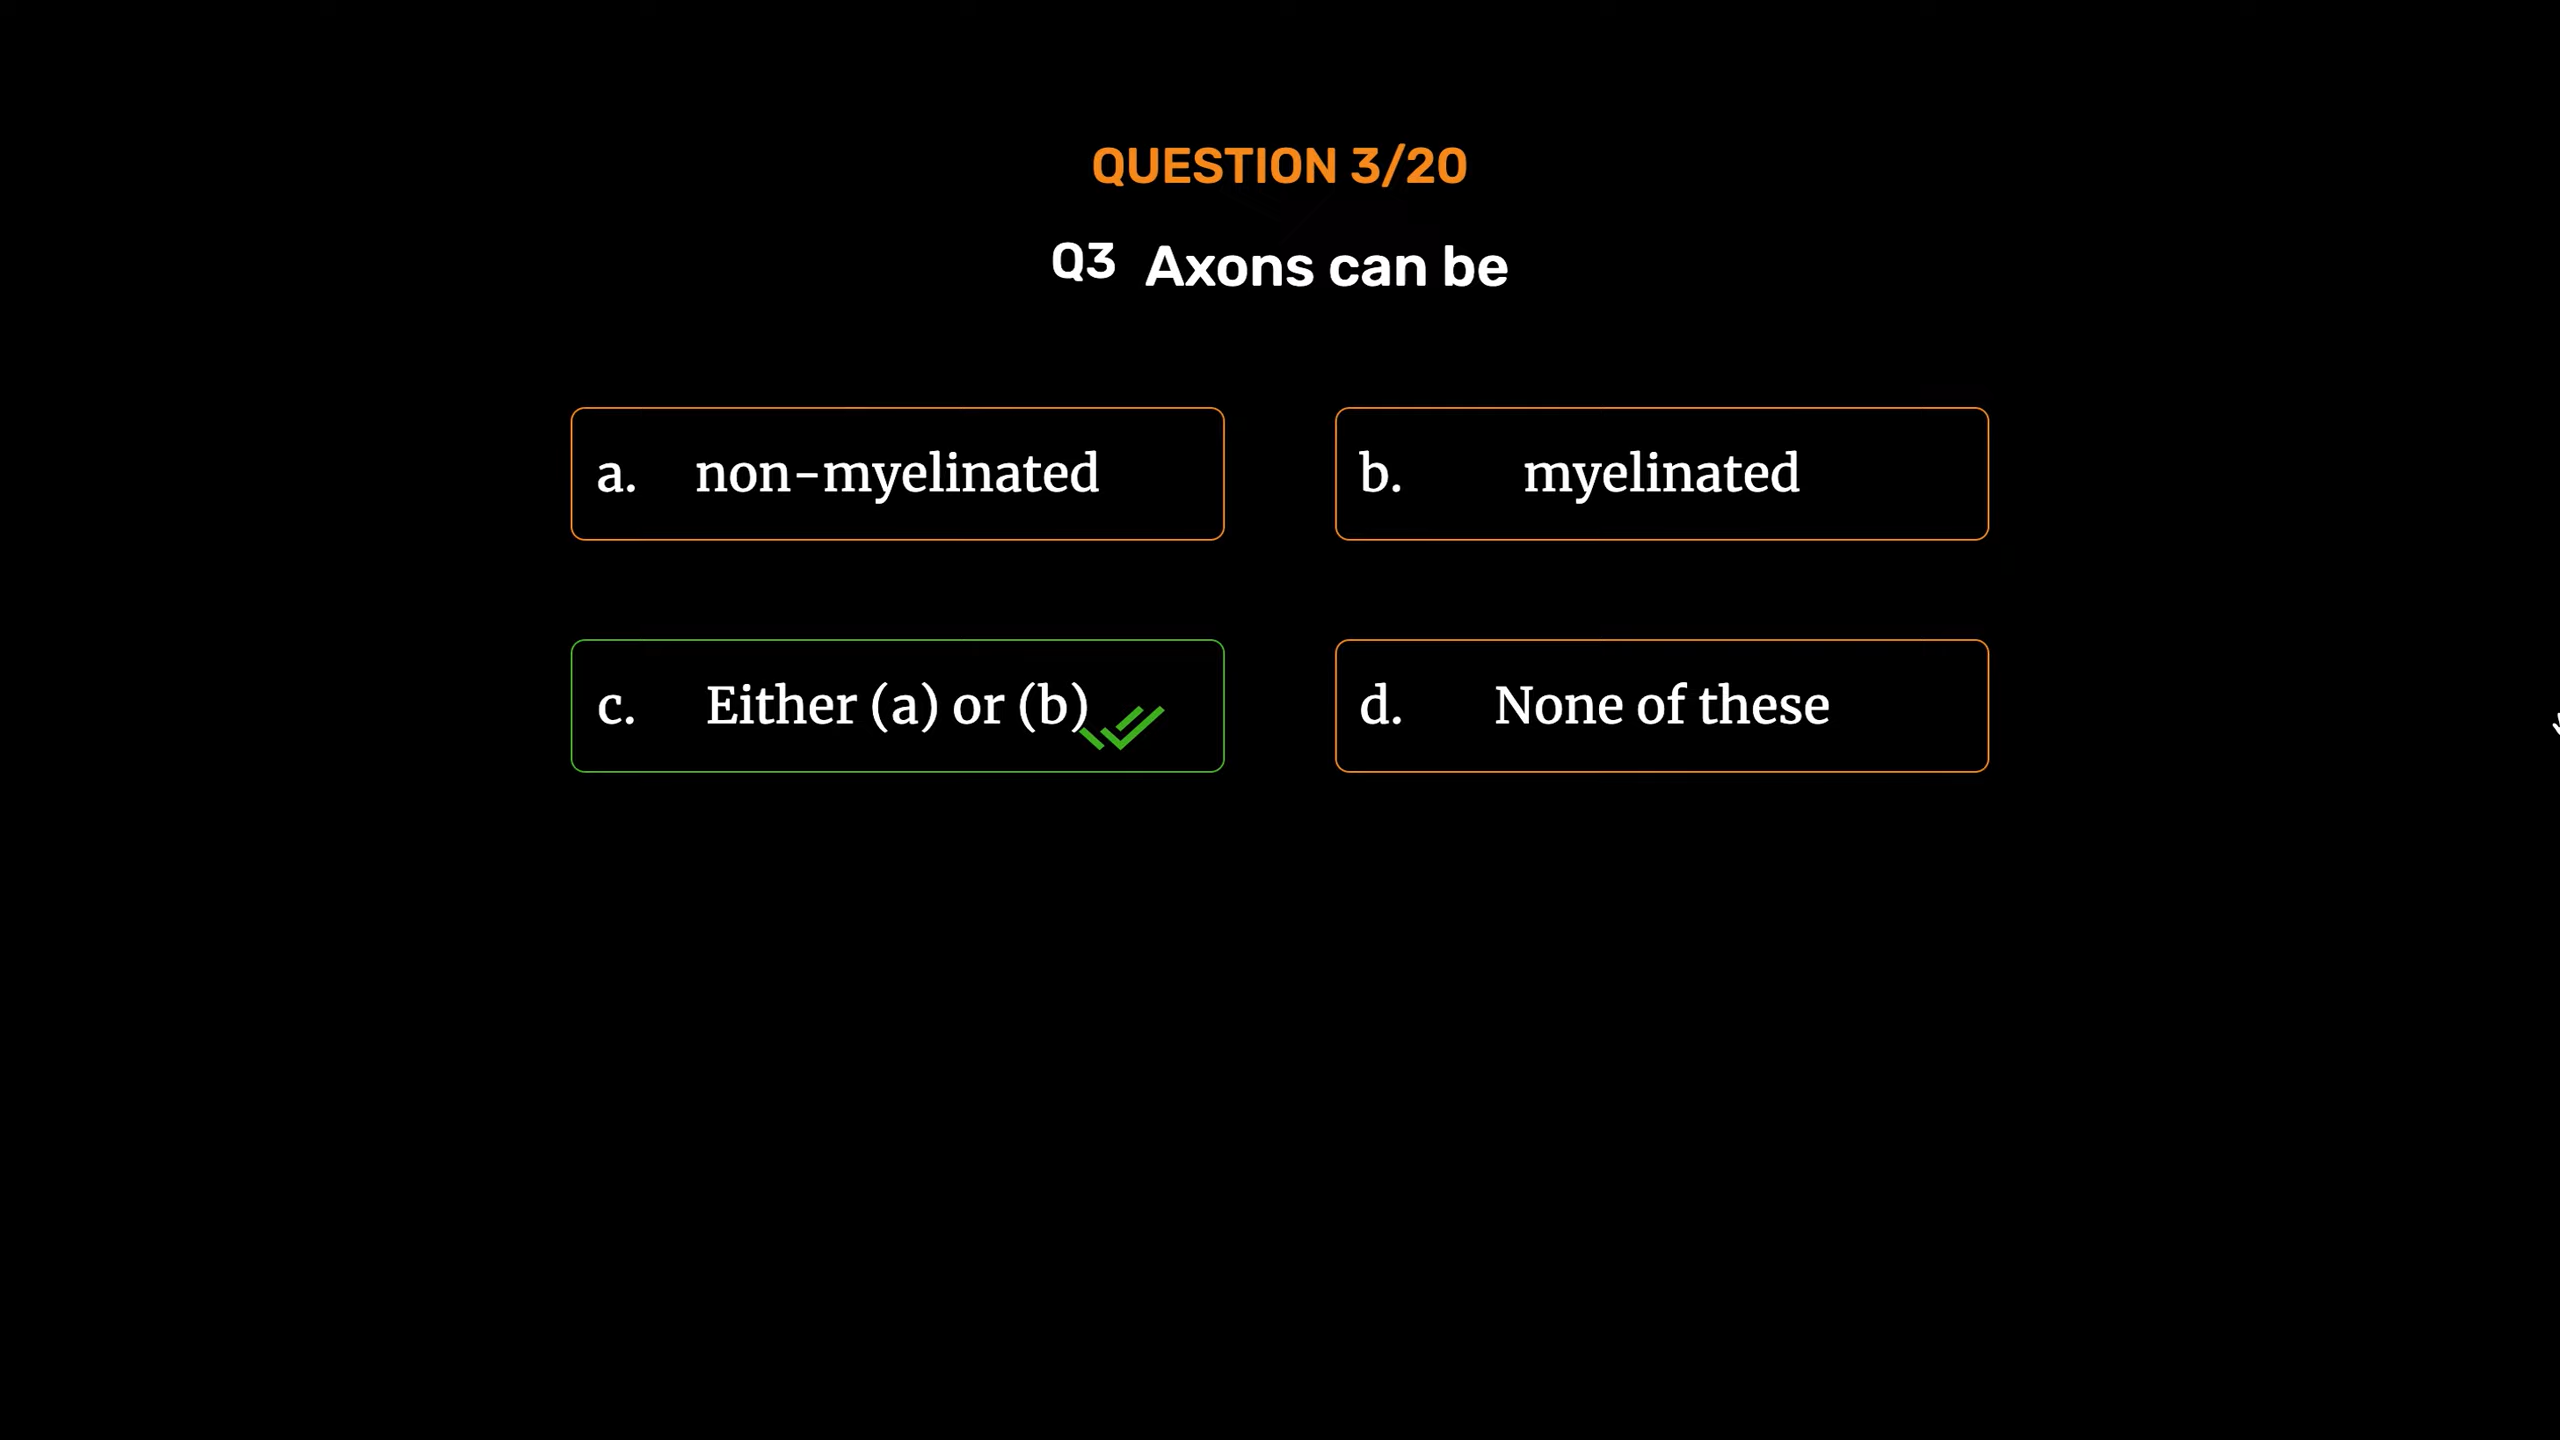 QUESTION 3/20
Q3 Axons can be
a. non-myelinated
b. myelinated
c. Either (a) or (b)
d. None of these